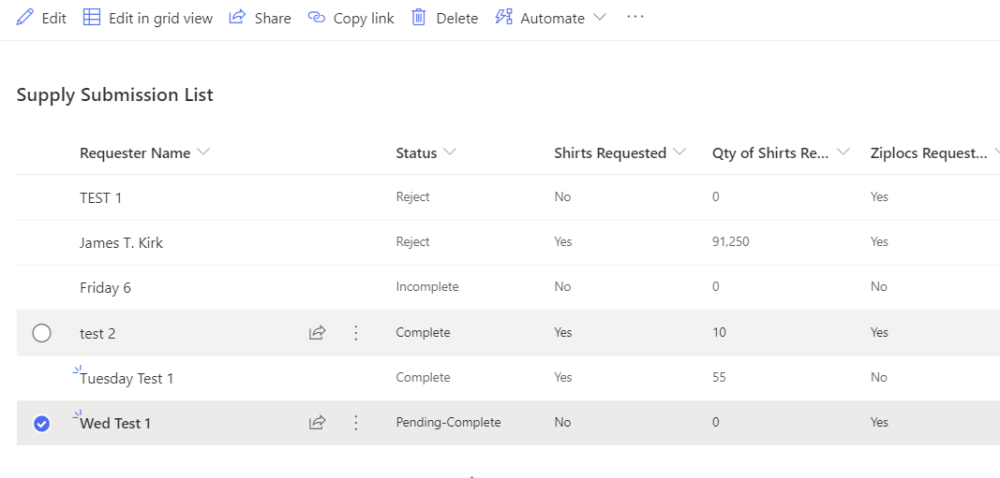 Edit Edit in grid view Share Copy link Delete Automate ...
Supply Submission List
Requester Name Status Shirts Requested Qty of Shirts Re... Ziplocs Request...
TEST 1 Reject No 0 Yes
James T. Kirk Reject Yes 91,250 Yes
Friday 6 Incomplete No 0 No
test 2 Complete Yes 10 Yes
Tuesday Test 1 Complete Yes 55 No
Wed Test 1 Pending-Complete No 0 Yes